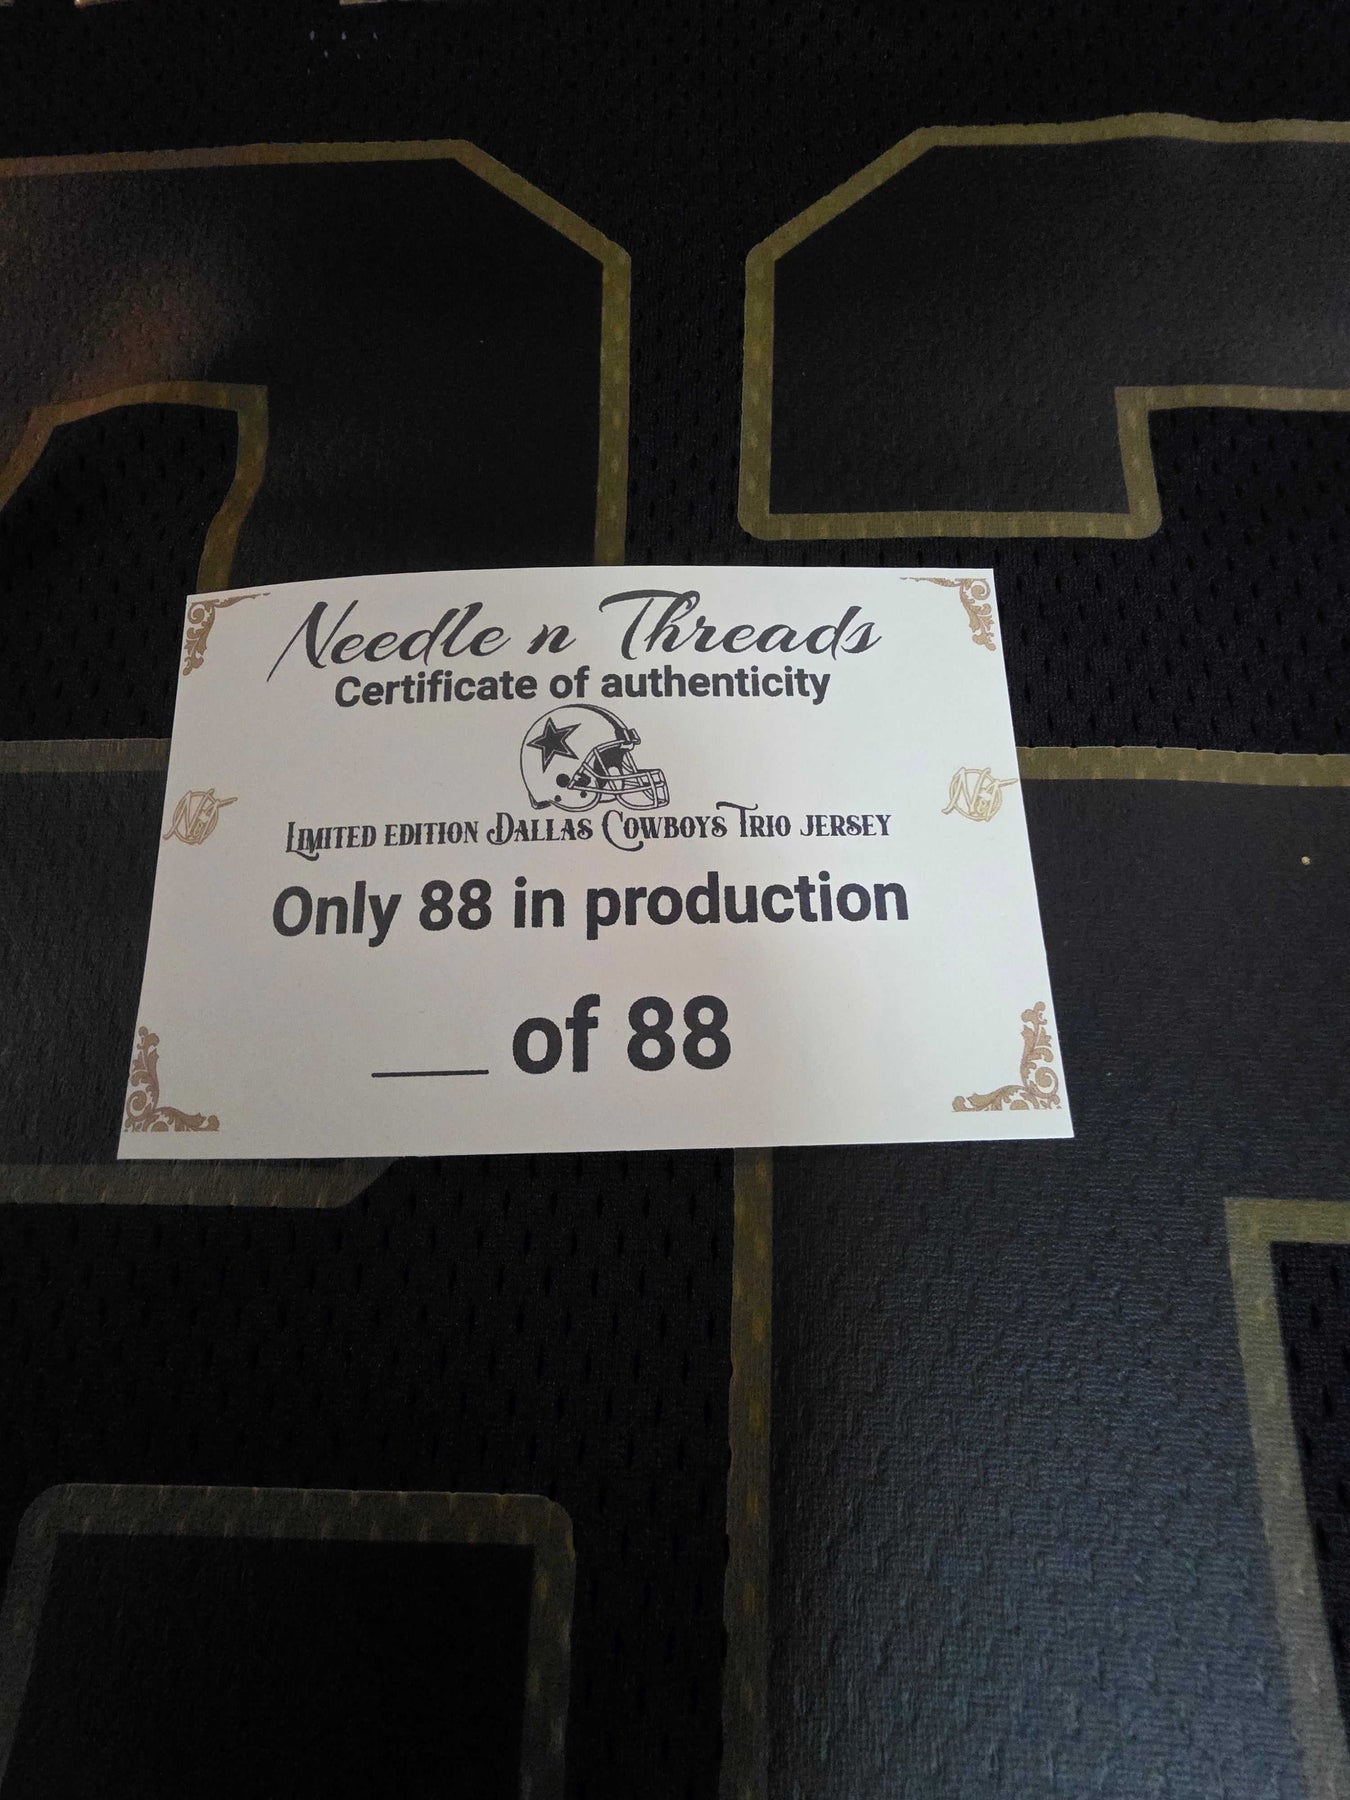 Needle n Threads
Certificate of authenticity
Limited edition Dallas Cowboys Trio jersey
Only 88 in production
___ of 88